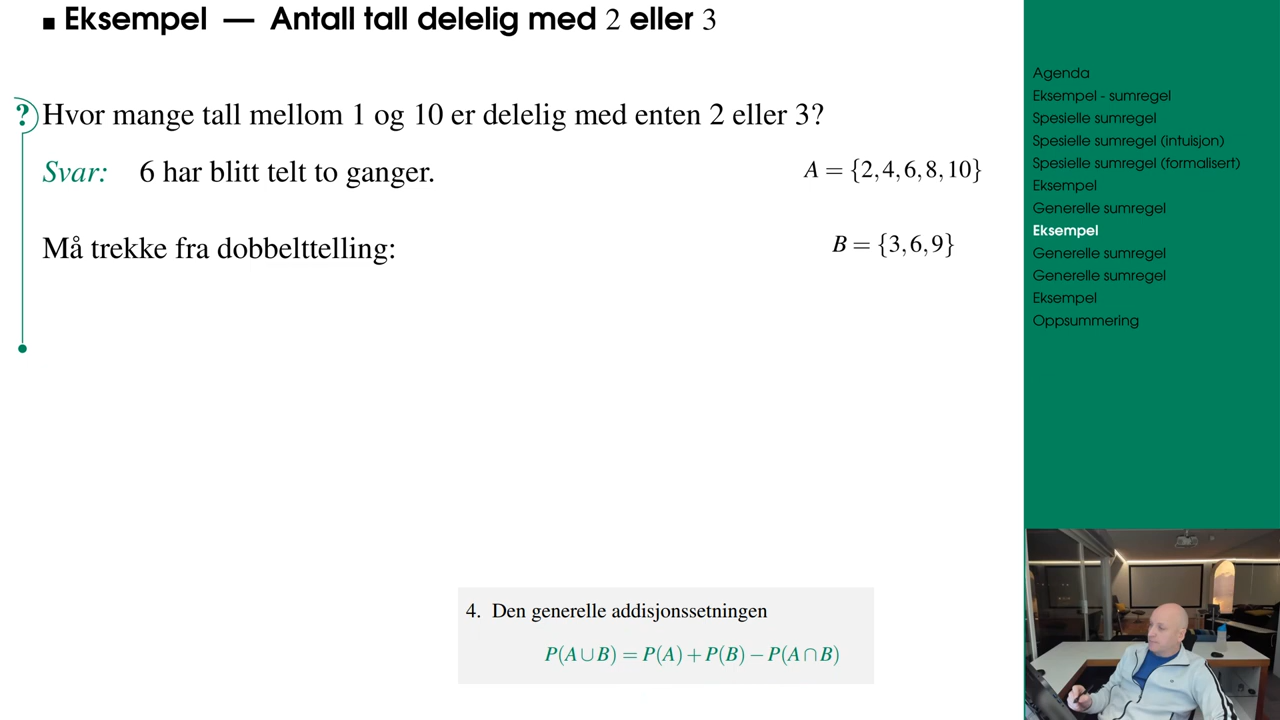 Eksempel — Antall tall delelig med 2 eller 3
? Hvor mange tall mellom 1 og 10 er delelig med enten 2 eller 3?
Svar: 6 har blitt telt to ganger.
A = {2,4,6,8,10}
Må trekke fra dobbelttelling:
B = {3,6,9}
4. Den generelle addisjonssetningen
P(A∪B) = P(A)+P(B)−P(A∩B)
Agenda
Eksempel - sumregel
Spesielle sumregel
Spesielle sumregel (intuisjon)
Spesielle sumregel (formalisert)
Eksempel
Generelle sumregel
Eksempel
Generelle sumregel
Generelle sumregel
Eksempel
Oppsummering